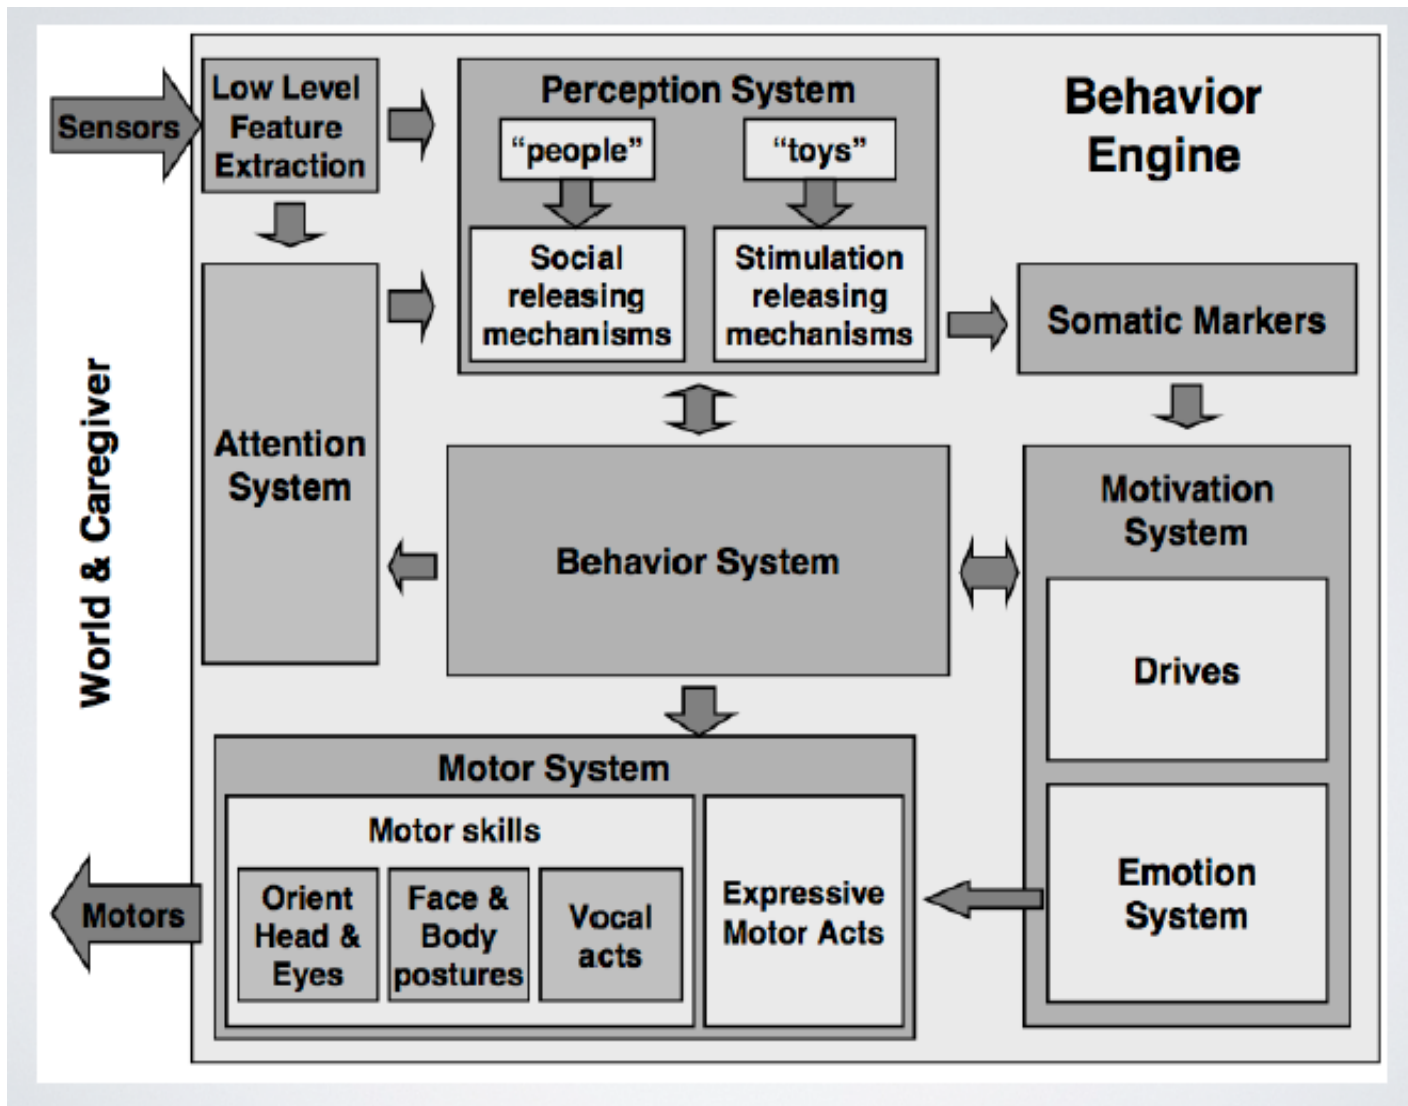 Behavior
Engine
Sensors
Low Level
Feature
Extraction
Perception System
“people”
“toys”
Social
releasing
mechanisms
Stimulation
releasing
mechanisms
Somatic Markers
World & Caregiver
Attention
System
Behavior System
Motivation
System
Drives
Emotion
System
Motor System
Motor skills
Orient
Head &
Eyes
Face &
Body
postures
Vocal
acts
Expressive
Motor Acts
Motors